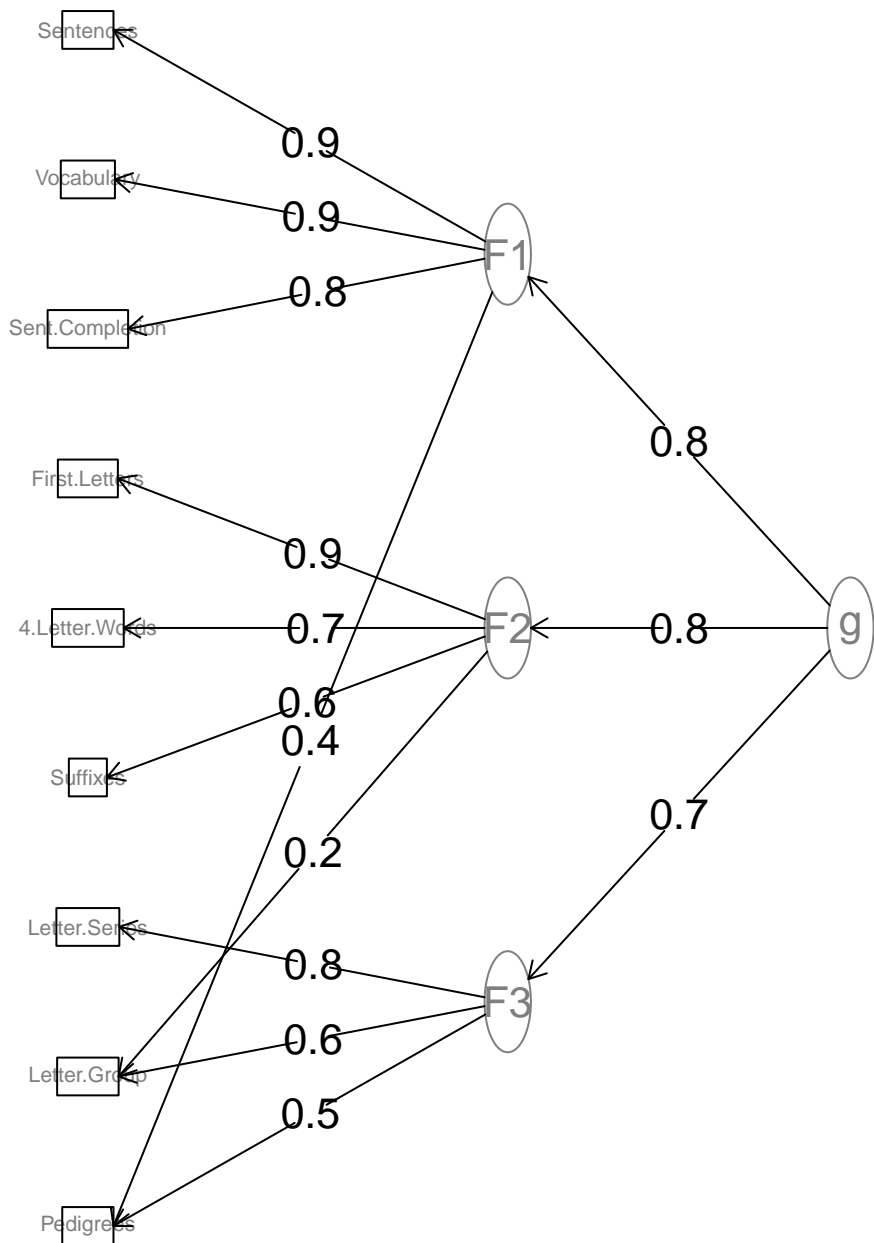 Sentences
0.9
Vocabulary
0.9
F1
0.8
Sent.Completion
0.8
First.Letters
0.9
4.Letter.Words
0.7
F2
0.8
g
0.6
0.4
Suffixes
0.7
0.2
Letter.Series
0.8
F3
0.6
Letter.Group
0.5
Pedigrees